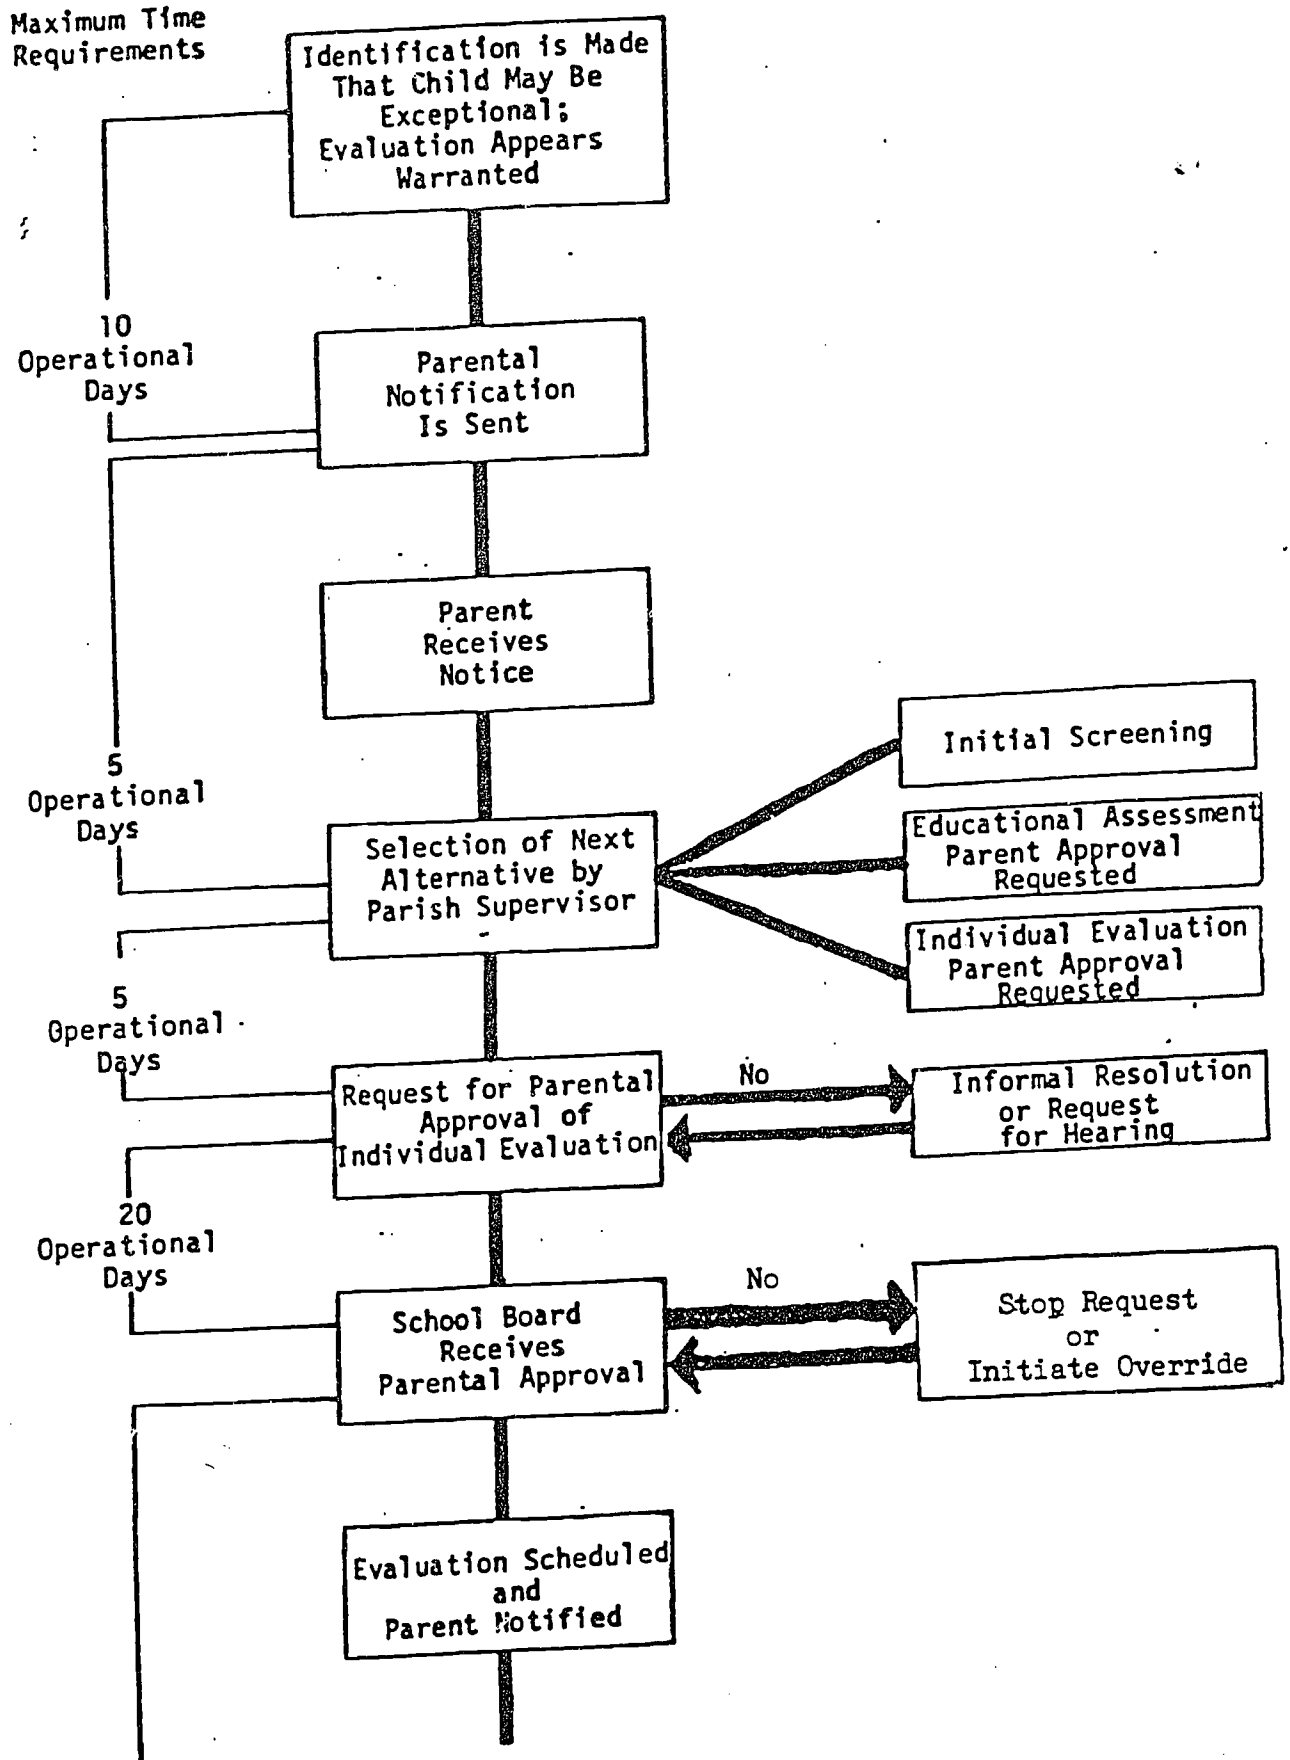 Maximum Time
Requirements
Identification is Made
That Child May Be
Exceptional;
Evaluation Appears
Warranted
10
Operational
Days
Parental
Notification
Is Sent
Parent
Receives
Notice
5
Operational
Days
Selection of Next
Alternative by
Parish Supervisor
Initial Screening
Educational Assessment
Parent Approval
Requested
Individual Evaluation
Parent Approval
Requested
5
Operational
Days
Request for Parental
Approval of
Individual Evaluation
No
Informal Resolution
or Request
for Hearing
20
Operational
Days
School Board
Receives
Parental Approval
No
Stop Request
or
Initiate Override
Evaluation Scheduled
and
Parent Notified